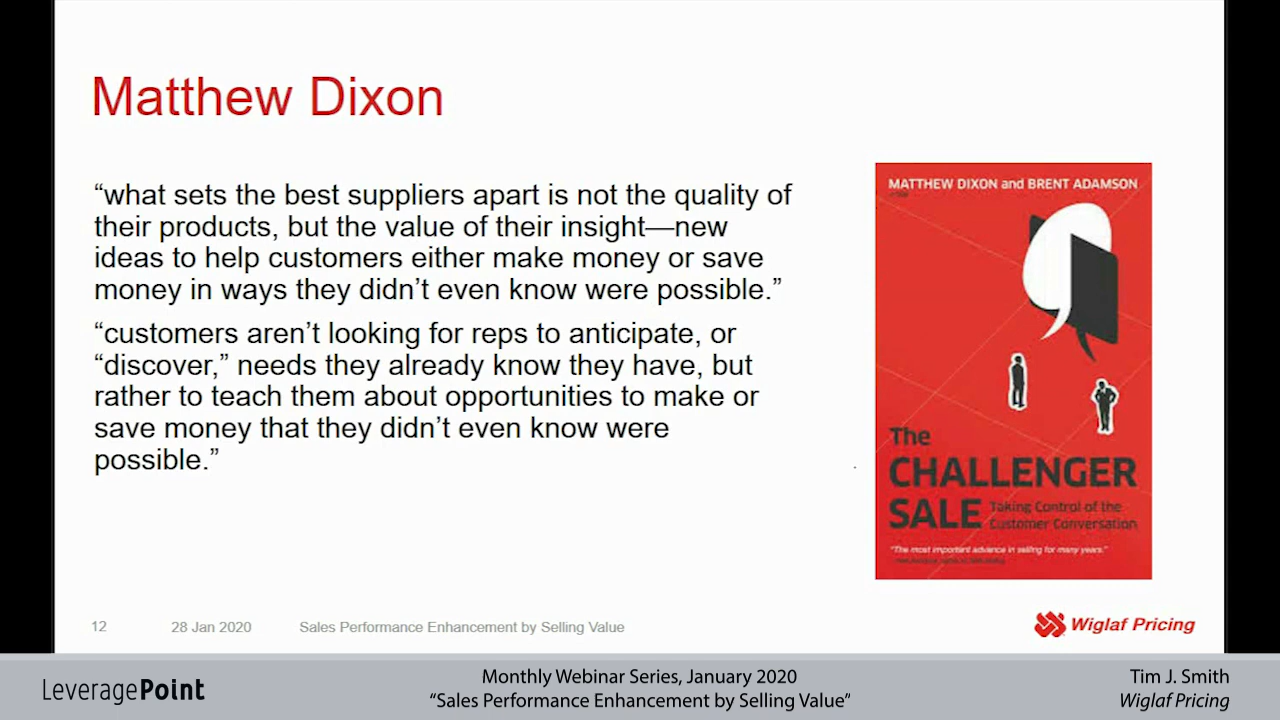 Matthew Dixon
“what sets the best suppliers apart is not the quality of
their products, but the value of their insight—new
ideas to help customers either make money or save
money in ways they didn’t even know were possible.”
“customers aren’t looking for reps to anticipate, or
“discover,” needs they already know they have, but
rather to teach them about opportunities to make or
save money that they didn’t even know were
possible.”
MATTHEW DIXON and BRENT ADAMSON
The
CHALLENGER
SALE
Taking Control of the
Customer Conversation
"The most important advance in selling for many years."
12
28 Jan 2020
Sales Performance Enhancement by Selling Value
Wiglaf Pricing
LeveragePoint
Monthly Webinar Series, January 2020
“Sales Performance Enhancement by Selling Value”
Tim J. Smith
Wiglaf Pricing